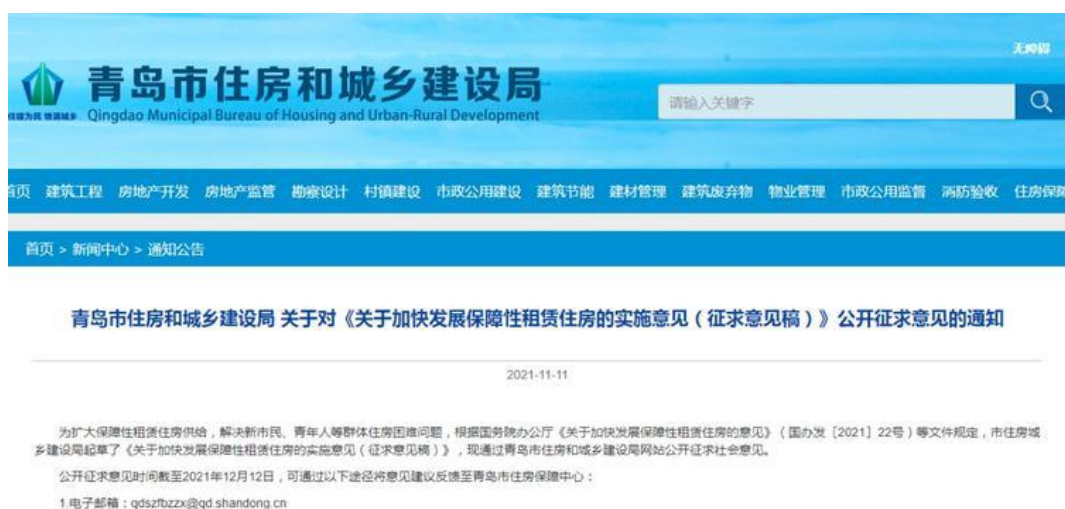 无障碍
青岛市住房和城乡建设局
请输入关键字
住建为民 情满城乡 Qingdao Municipal Bureau of Housing and Urban-Rural Development
首页 建筑工程 房地产开发 房地产监管 勘察设计 村镇建设 市政公用建设 建筑节能 建材管理 建筑废弃物 物业管理 市政公用监督 消防验收 住房保障
首页 > 新闻中心 > 通知公告
青岛市住房和城乡建设局 关于对《关于加快发展保障性租赁住房的实施意见（征求意见稿）》公开征求意见的通知
2021-11-11
为扩大保障性租赁住房供给，解决新市民、青年人等群体住房困难问题，根据国务院办公厅《关于加快发展保障性租赁住房的意见》（国办发〔2021〕22号）等文件规定，市住房城
乡建设局起草了《关于加快发展保障性租赁住房的实施意见（征求意见稿）》，现通过青岛市住房和城乡建设局网站公开征求社会意见。
公开征求意见时间截至2021年12月12日，可通过以下途径将意见建议反馈至青岛市住房保障中心：
1.电子邮箱：qdszfbzzx@qd.shandong.cn